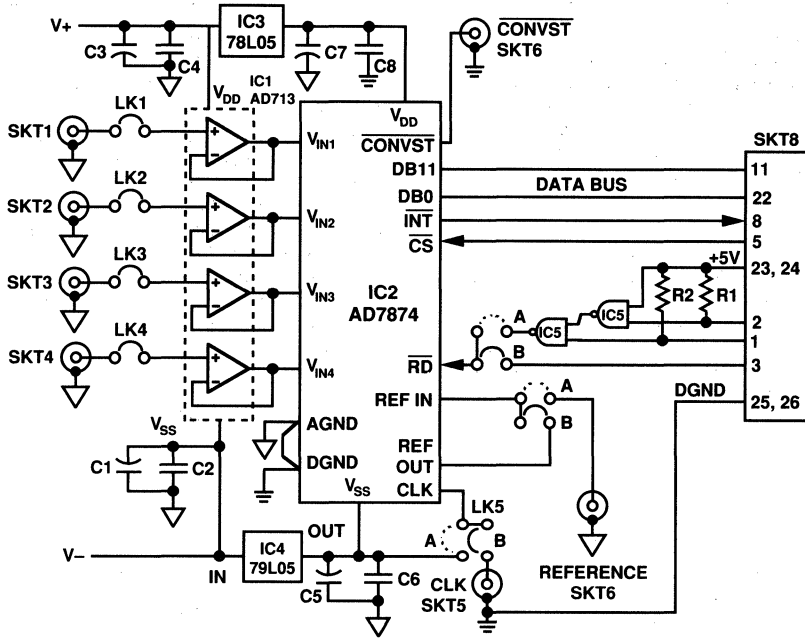 V+
IC3
78L05
C3
C4
C7
C8
CONVST
SKT6
IC1
AD713
VDD
VDD
LK1
SKT1
VIN1
CONVST
SKT8
DB11
11
DATA BUS
DB0
22
LK2
SKT2
VIN2
INT
8
CS
5
+5V
23, 24
LK3
SKT3
VIN3
IC2
AD7874
R2
R1
A
IC5
IC5
2
1
LK4
SKT4
VIN4
B
RD
3
REF IN
A
B
DGND
25, 26
VSS
AGND
DGND
REF
OUT
CLK
C1
C2
VSS
LK5
OUT
A
B
V−
IN
IC4
79L05
C5
C6
CLK
SKT5
REFERENCE
SKT6